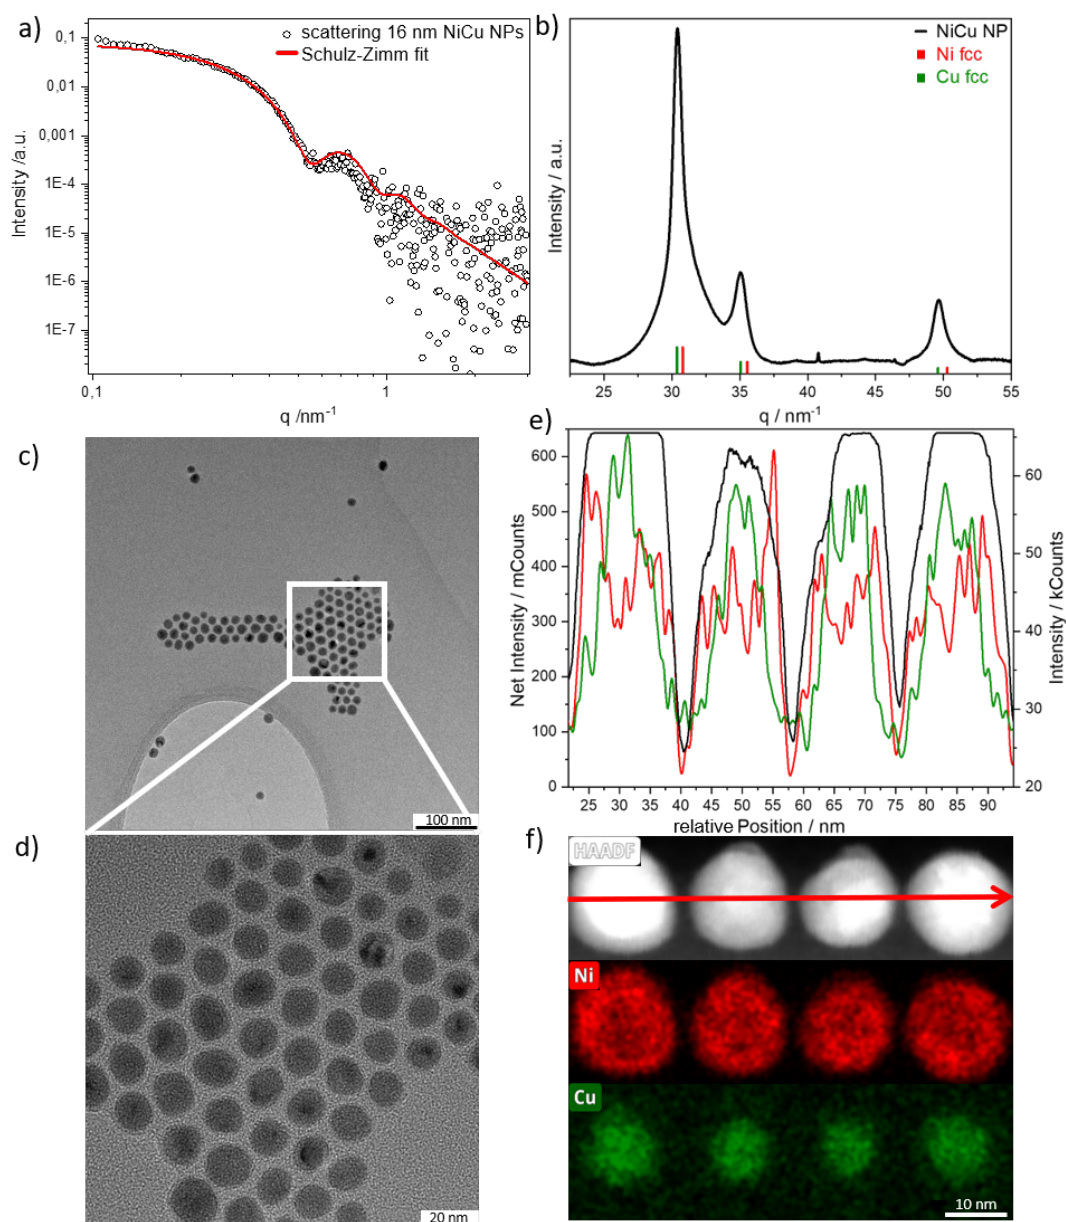 a)
scattering 16 nm NiCu NPs
Schulz-Zimm fit
0,1
0,01
0,001
1E-4
1E-5
1E-6
1E-7
Intensity /a.u.
0,1
1
q /nm⁻¹
b)
NiCu NP
Ni fcc
Cu fcc
Intensity / a.u.
25 30 35 40 45 50 55
q / nm⁻¹
c)
100 nm
d)
20 nm
e)
600
500
400
300
200
100
0
Net Intensity / mCounts
60
50
40
30
20
Intensity / kCounts
25 30 35 40 45 50 55 60 65 70 75 80 85 90
relative Position / nm
f)
HAADF
Ni
Cu
10 nm